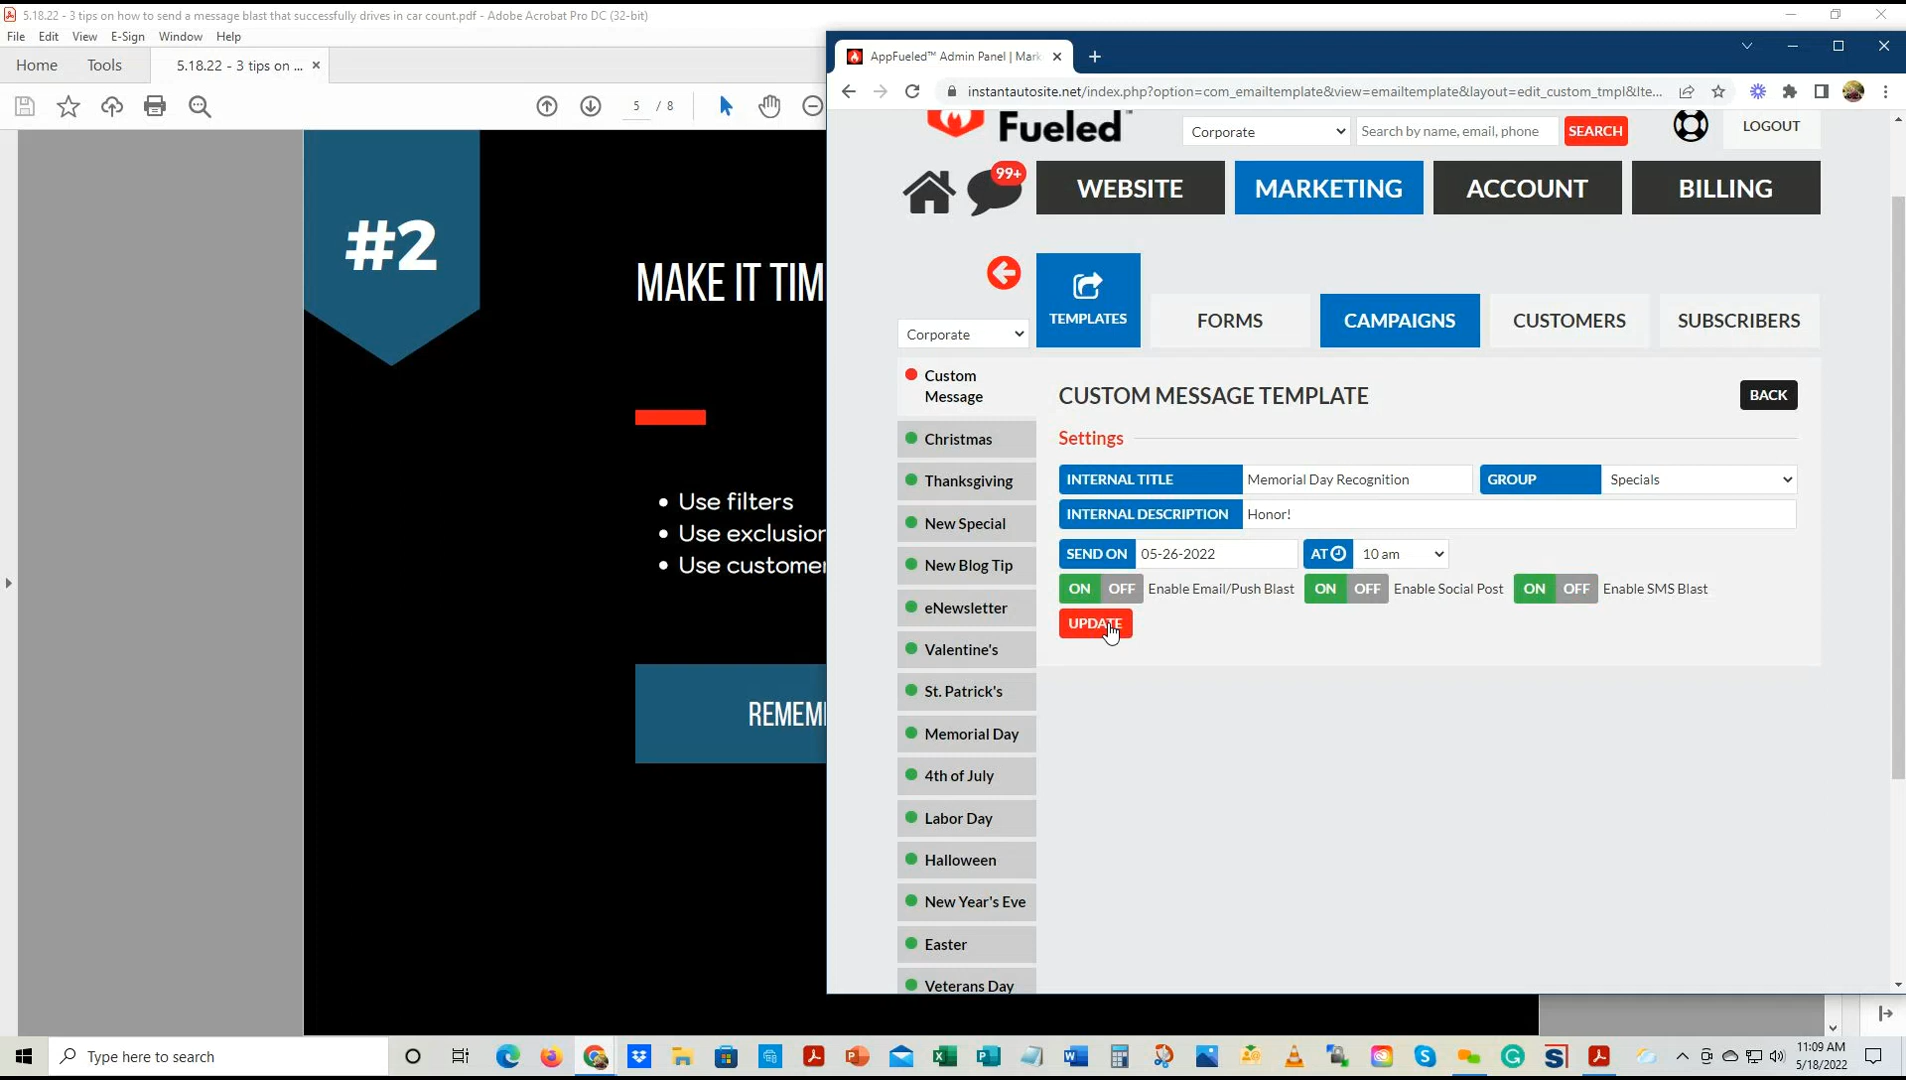 5.18.22 - 3 tips on how to send a message blast that successfully drives in car count.pdf - Adobe Acrobat Pro DC (32-bit)
File Edit View E-Sign Window Help
Home Tools 5.18.22 - 3 tips on ... ×
5 / 8
#2
MAKE IT TIM
Use filters
Use exclusion
Use customer
REMEM
AppFueled™ Admin Panel | Mark
instantautosite.net/index.php?option=com_emailtemplate&view=emailtemplate&layout=edit_custom_tmpl&Ite...
Fueled™
Corporate
Search by name, email, phone
SEARCH
LOGOUT
99+
WEBSITE
MARKETING
ACCOUNT
BILLING
TEMPLATES
FORMS
CAMPAIGNS
CUSTOMERS
SUBSCRIBERS
Corporate
Custom
Message
Christmas
Thanksgiving
New Special
New Blog Tip
eNewsletter
Valentine's
St. Patrick's
Memorial Day
4th of July
Labor Day
Halloween
New Year's Eve
Easter
Veterans Day
CUSTOM MESSAGE TEMPLATE
BACK
Settings
INTERNAL TITLE Memorial Day Recognition GROUP Specials
INTERNAL DESCRIPTION Honor!
SEND ON 05-26-2022 AT 10 am
ON OFF Enable Email/Push Blast ON OFF Enable Social Post ON OFF Enable SMS Blast
UPDATE
Type here to search
11:09 AM
5/18/2022